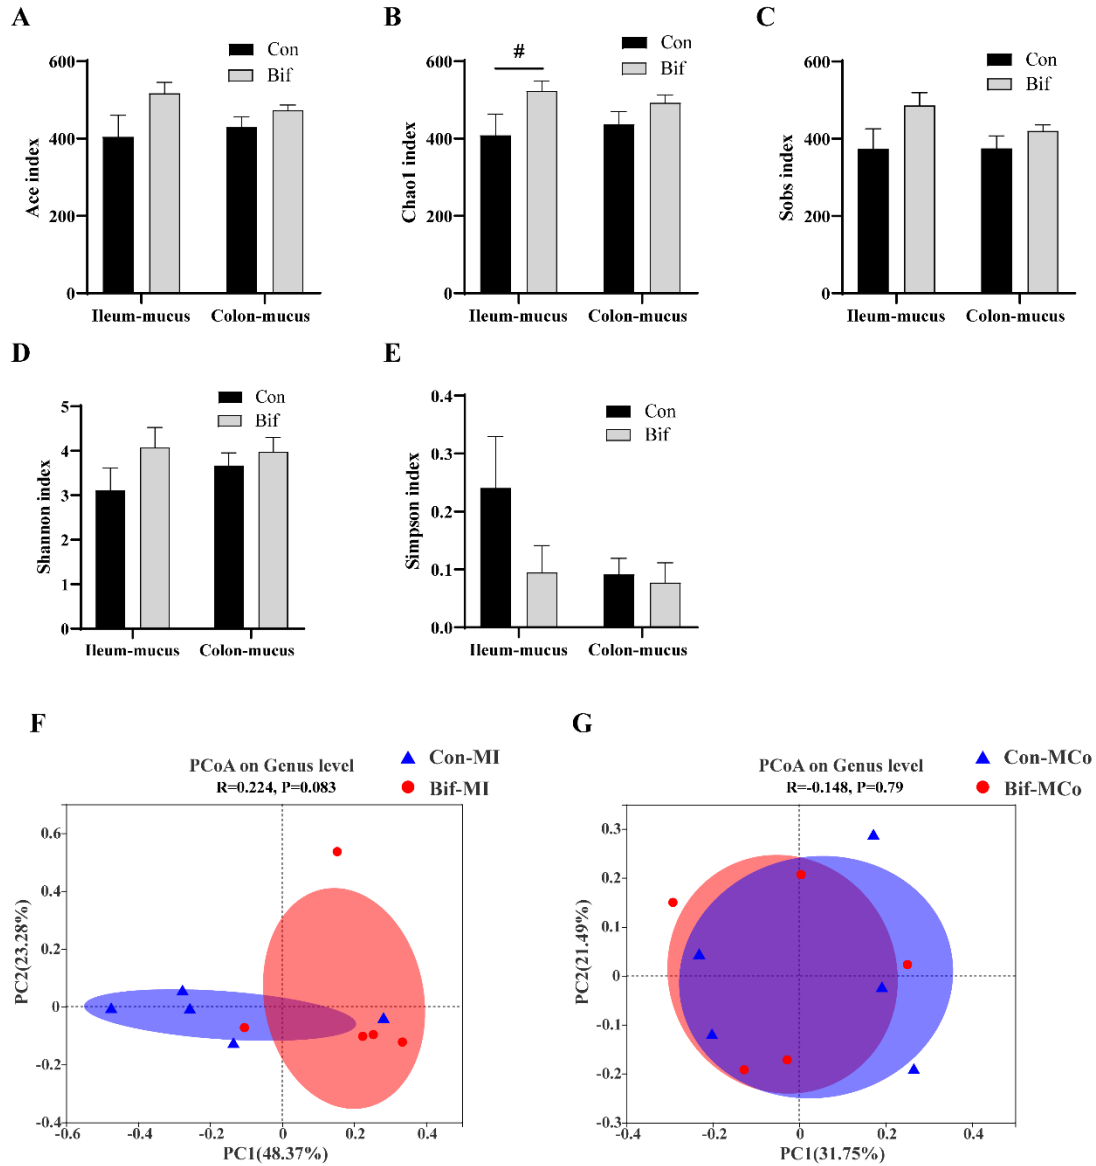 A
Con
Bif
600
400
200
0
Ace index
Ileum-mucus
Colon-mucus
B
#
Con
Bif
600
400
200
0
Chao1 index
Ileum-mucus
Colon-mucus
C
Con
Bif
600
400
200
0
Sobs index
Ileum-mucus
Colon-mucus
D
Con
Bif
5
4
3
2
1
0
Shannon index
Ileum-mucus
Colon-mucus
E
Con
Bif
0.4
0.3
0.2
0.1
0.0
Simpson index
Ileum-mucus
Colon-mucus
F
PCoA on Genus level
R=0.224, P=0.083
Con-MI
Bif-MI
0.6
0.4
0.2
0
-0.2
-0.4
PC2(23.28%)
-0.6
-0.4
-0.2
0
0.2
0.4
PC1(48.37%)
G
PCoA on Genus level
R=-0.148, P=0.79
Con-MCo
Bif-MCo
0.3
0.2
0.1
0
-0.1
-0.2
-0.3
PC2(21.49%)
-0.4
-0.2
0
0.2
0.4
PC1(31.75%)